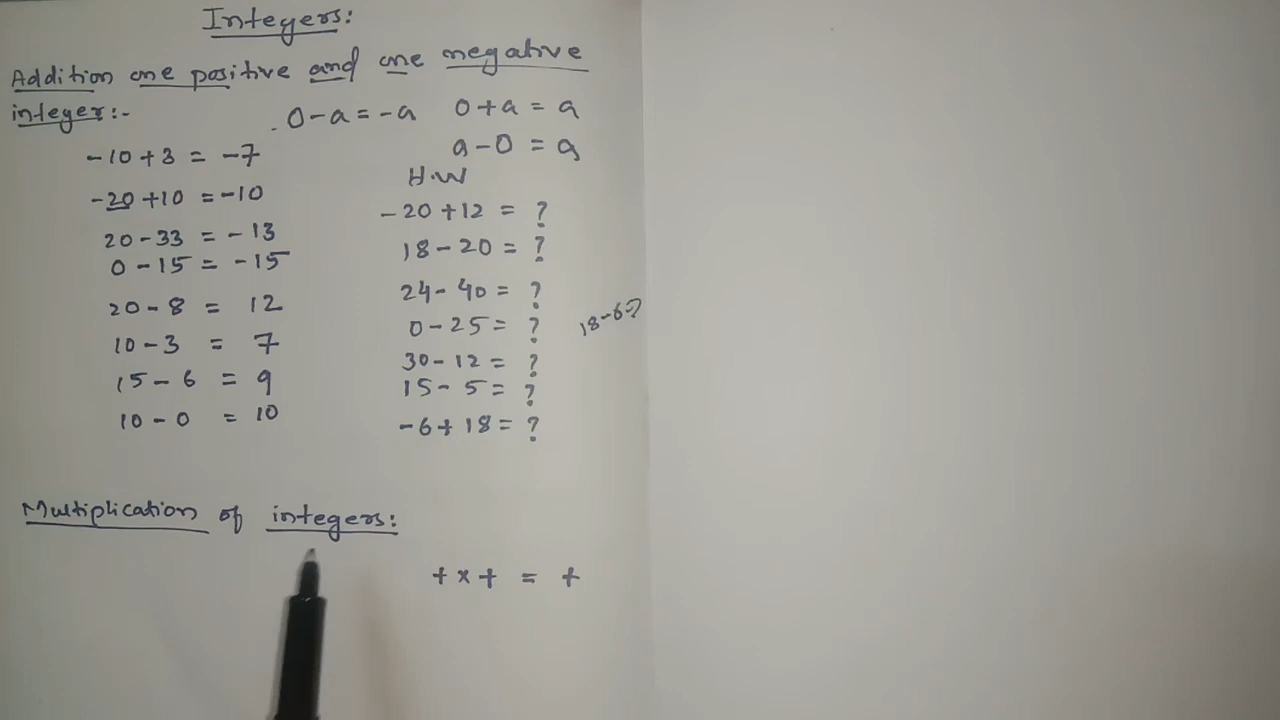 Integers:
Addition one positive and one negative
integer:-
0-a=-a 0+a = a
a-0 = a
-10+3 = -7
-20+10 =-10
20-33 = -13
0-15 = -15
20-8 = 12
10-3 = 7
15-6 = 9
10-0 = 10
H.W
-20+12 = ?
18-20 = ?
24-40 = ?
0-25 = ?
30-12 = ?
15-5 = ?
-6+18 = ?
18-6=?
Multiplication of integers:
+x+ = +